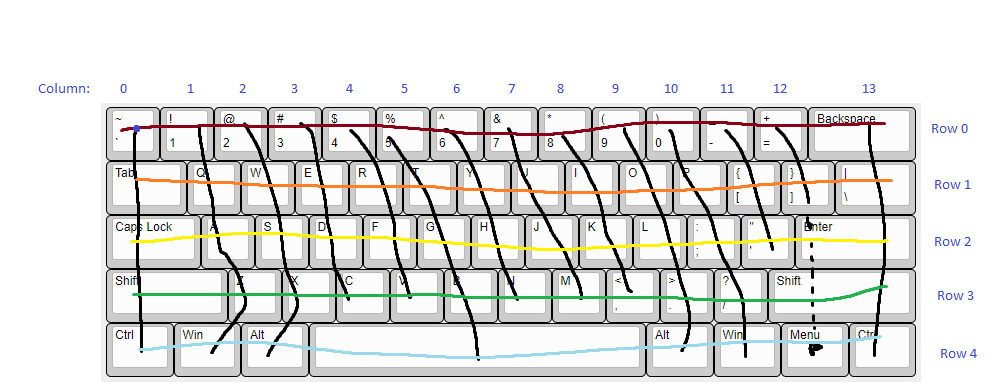 Column: 0 1 2 3 4 5 6 7 8 9 10 11 12 13
~ ! @ # $ % ^ & * ( ) _ + Backspace Row 0
` 1 2 3 4 5 6 7 8 9 0 - =
Tab Q W E R T Y U I O P { } | Row 1
[ ] \
Caps Lock A S D F G H J K L : " Enter Row 2
; '
Shift Z X C V B N M < > ? Shift Row 3
, . /
Ctrl Win Alt Alt Win Menu Ctrl Row 4